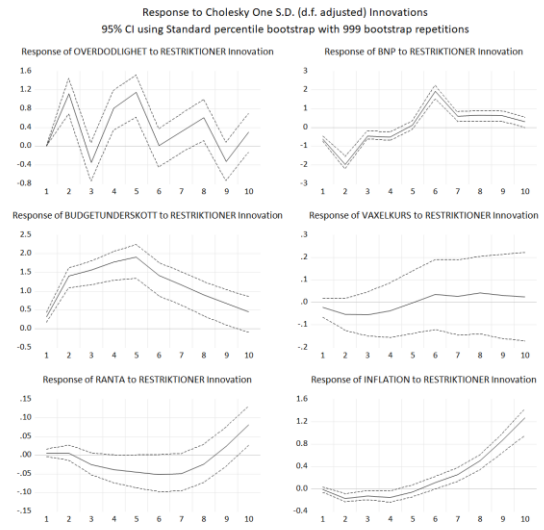 Response to Cholesky One S.D. (d.f. adjusted) Innovations
95% CI using Standard percentile bootstrap with 999 bootstrap repetitions
Response of OVERDODLIGHET to RESTRIKTIONER Innovation
1.6
1.2
0.8
0.4
0.0
-0.4
-0.8
1 2 3 4 5 6 7 8 9 10
Response of BNP to RESTRIKTIONER Innovation
3
2
1
0
-1
-2
-3
1 2 3 4 5 6 7 8 9 10
Response of BUDGETUNDERSKOTT to RESTRIKTIONER Innovation
2.5
2.0
1.5
1.0
0.5
0.0
-0.5
1 2 3 4 5 6 7 8 9 10
Response of VAXELKURS to RESTRIKTIONER Innovation
.3
.2
.1
.0
-.1
-.2
1 2 3 4 5 6 7 8 9 10
Response of RANTA to RESTRIKTIONER Innovation
.15
.10
.05
.00
-.05
-.10
-.15
1 2 3 4 5 6 7 8 9 10
Response of INFLATION to RESTRIKTIONER Innovation
1.6
1.2
0.8
0.4
0.0
-0.4
1 2 3 4 5 6 7 8 9 10